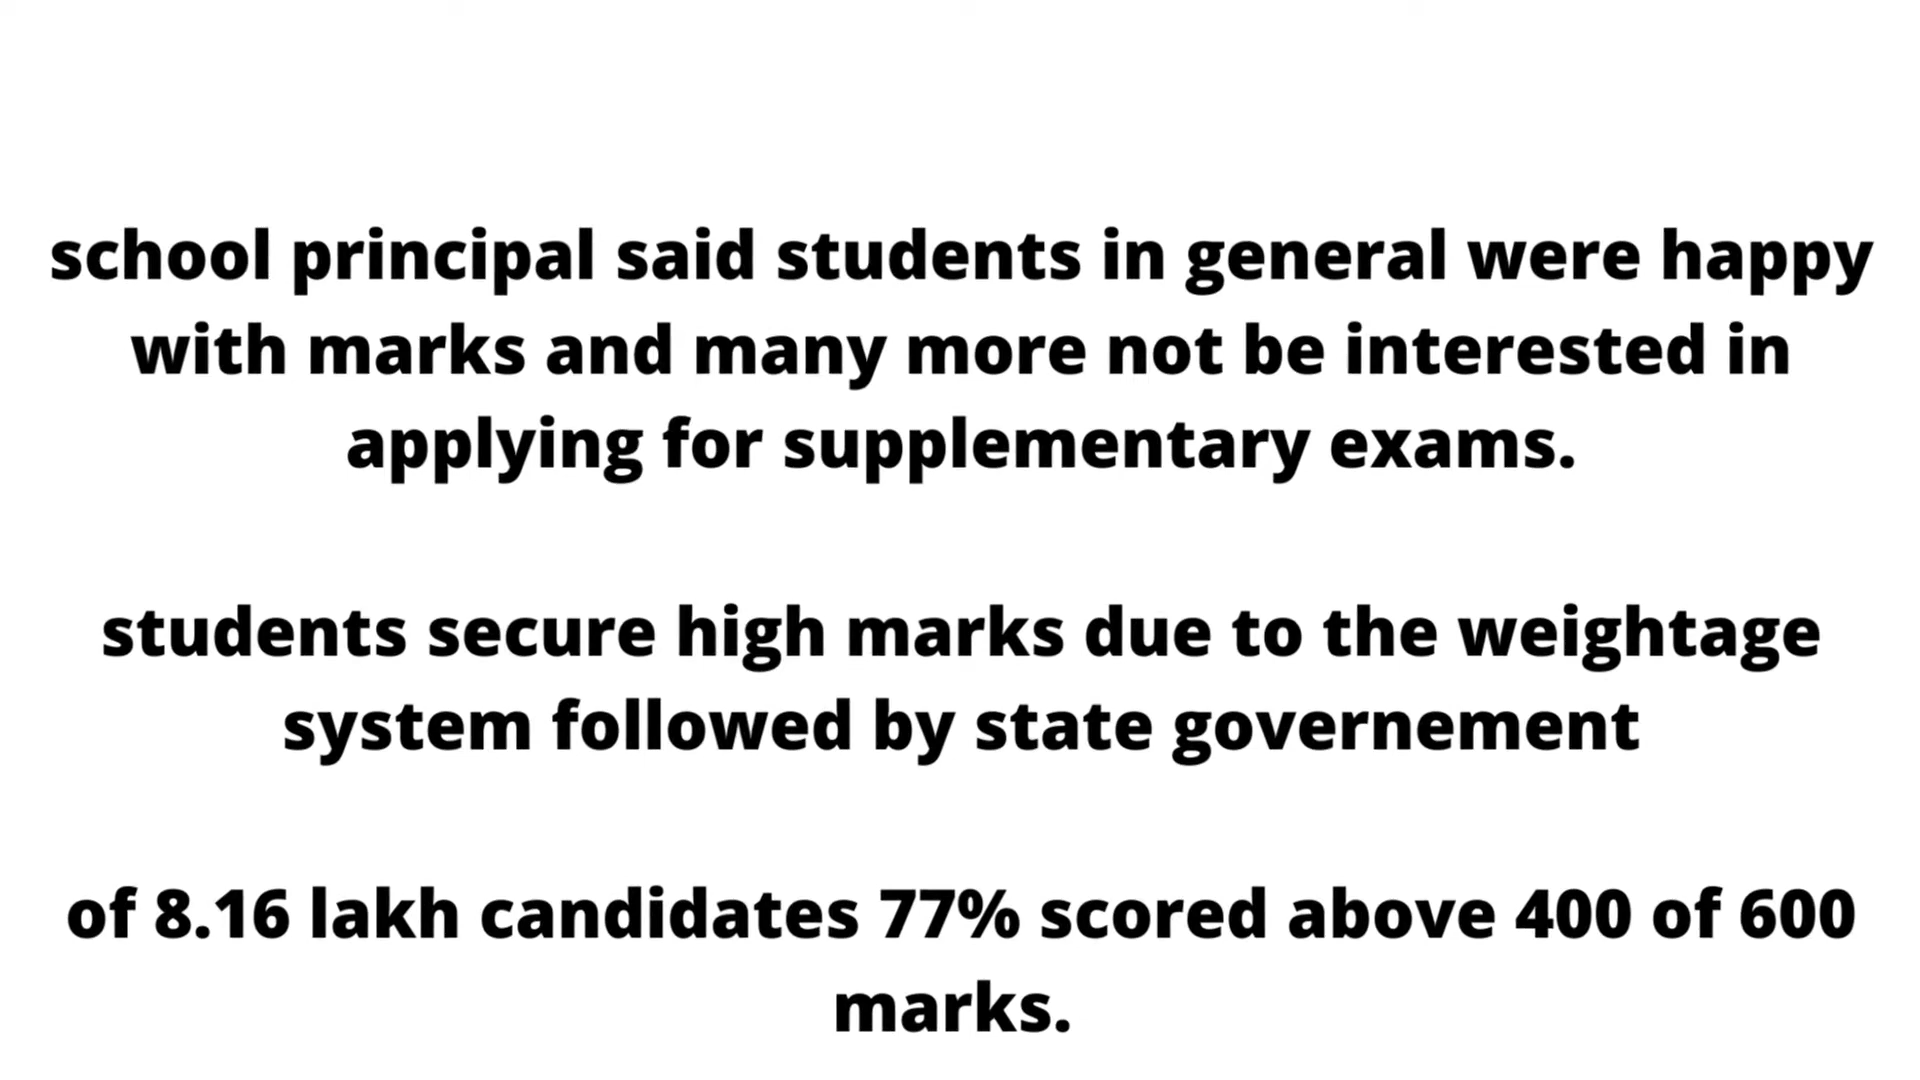 school principal said students in general were happy
with marks and many more not be interested in
applying for supplementary exams.
students secure high marks due to the weightage
system followed by state governement
of 8.16 lakh candidates 77% scored above 400 of 600
marks.